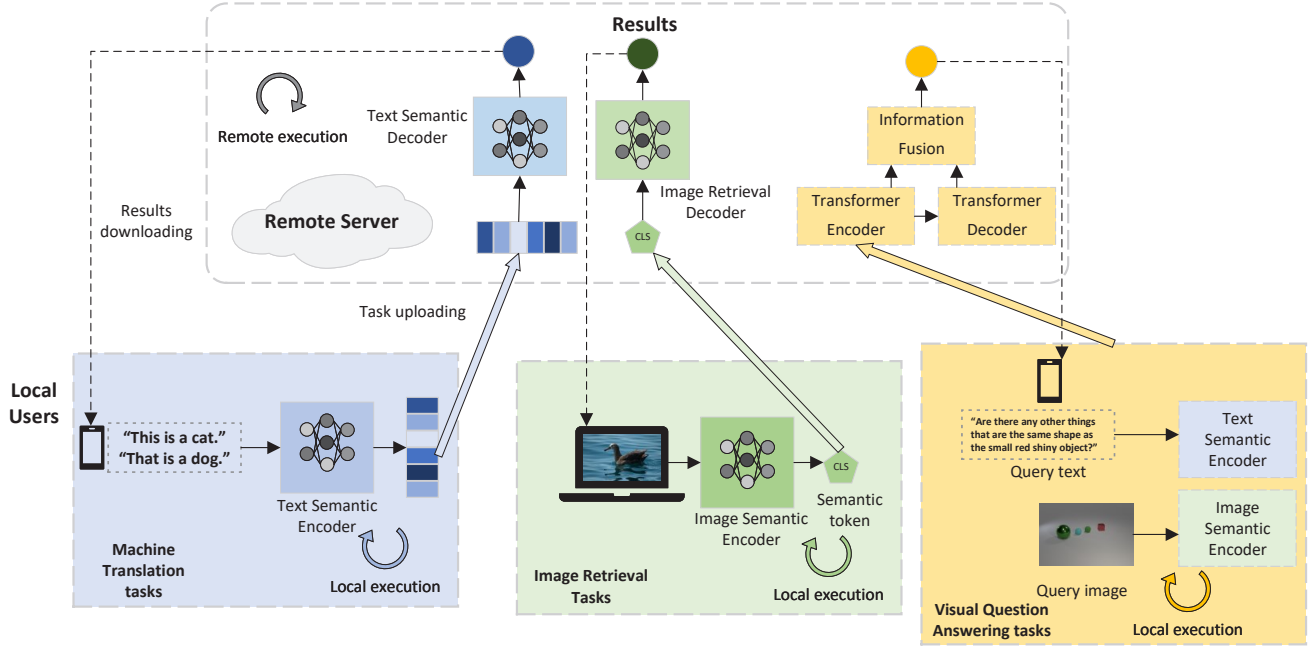 Results
Remote execution
Text Semantic
Decoder
Information
Fusion
Remote Server
Image Retrieval
Decoder
Transformer
Encoder
Transformer
Decoder
CLS
Results
downloading
Task uploading
Local
Users
“This is a cat.”
“That is a dog.”
Text Semantic
Encoder
Local execution
Machine
Translation
tasks
CLS
Image Semantic
Encoder
Semantic
token
Local execution
Image Retrieval
Tasks
“Are there any other things
that are the same shape as
the small red shiny object?”
Query text
Text
Semantic
Encoder
Image
Semantic
Encoder
Query image
Local execution
Visual Question
Answering tasks